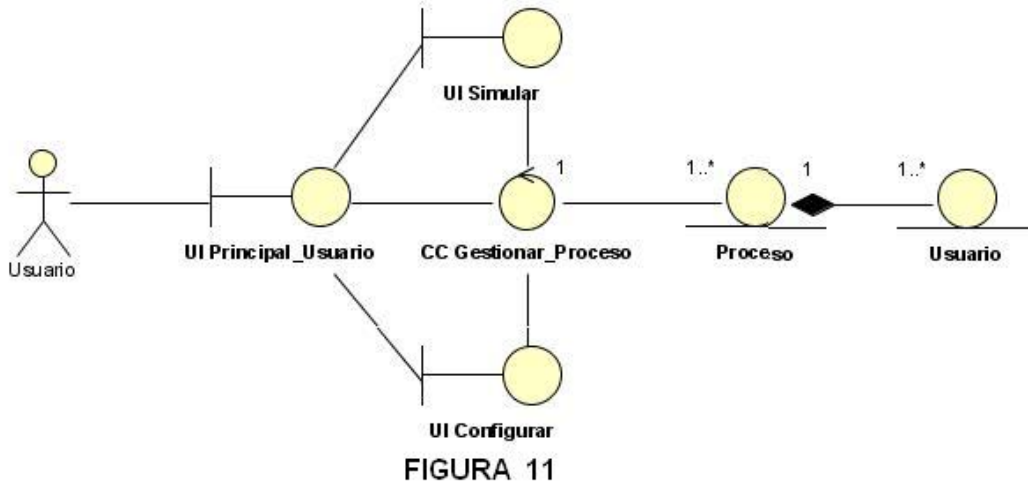 UI Simular
1
1..*
1
1..*
Usuario
UI Principal_Usuario
CC Gestionar_Proceso
Proceso
Usuario
UI Configurar
FIGURA 11